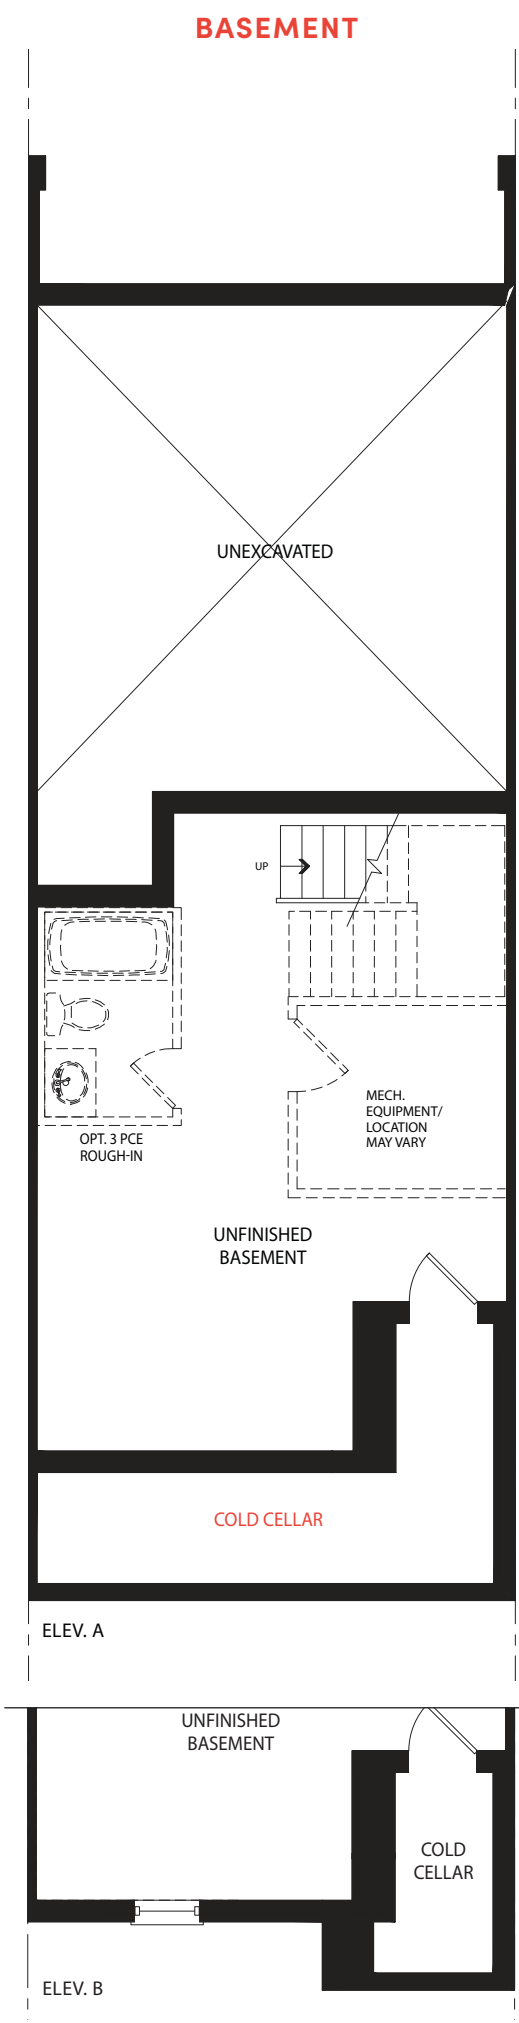 BASEMENT
UNEXCAVATED
UP
MECH.
EQUIPMENT/
LOCATION
MAY VARY
OPT. 3 PCE
ROUGH-IN
UNFINISHED
BASEMENT
COLD CELLAR
ELEV. A
UNFINISHED
BASEMENT
COLD
CELLAR
ELEV. B